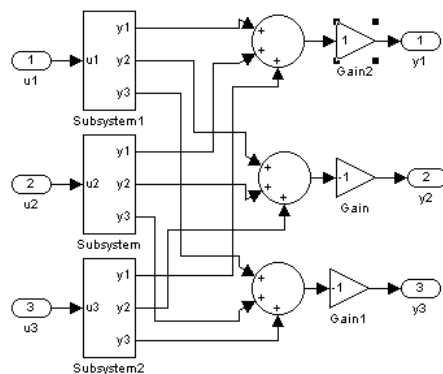 1
u1
u1
y1
y2
y3
Subsystem1
+
+
+
1
Gain2
1
y1
2
u2
u2
y1
y2
y3
Subsystem
+
+
+
-1
Gain
2
y2
3
u3
u3
y1
y2
y3
Subsystem2
+
+
+
-1
Gain1
3
y3